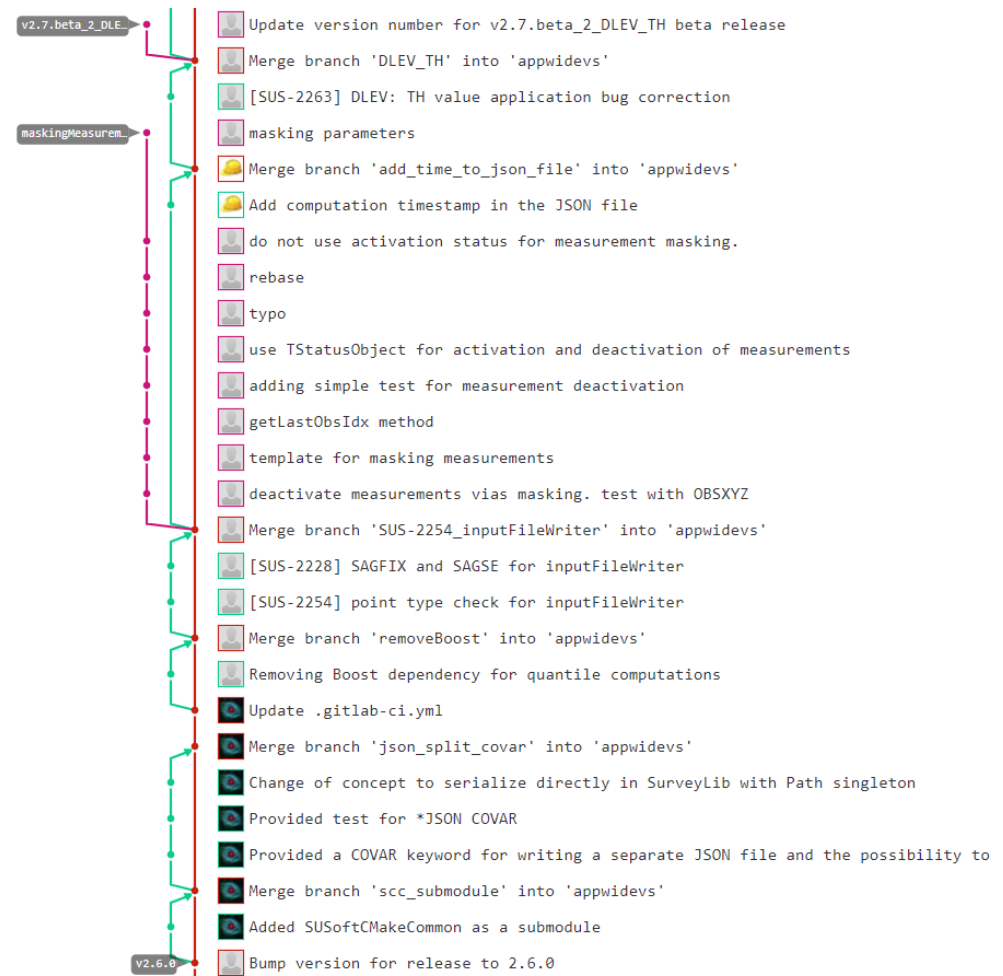 v2.7.beta_2_DLE… Update version number for v2.7.beta_2_DLEV_TH beta release
Merge branch 'DLEV_TH' into 'appwidevs'
[SUS-2263] DLEV: TH value application bug correction
maskingMeasurem… masking parameters
Merge branch 'add_time_to_json_file' into 'appwidevs'
Add computation timestamp in the JSON file
do not use activation status for measurement masking.
rebase
typo
use TStatusObject for activation and deactivation of measurements
adding simple test for measurement deactivation
getLastObsIdx method
template for masking measurements
deactivate measurements vias masking. test with OBSXYZ
Merge branch 'SUS-2254_inputFileWriter' into 'appwidevs'
[SUS-2228] SAGFIX and SAGSE for inputFileWriter
[SUS-2254] point type check for inputFileWriter
Merge branch 'removeBoost' into 'appwidevs'
Removing Boost dependency for quantile computations
Update .gitlab-ci.yml
Merge branch 'json_split_covar' into 'appwidevs'
Change of concept to serialize directly in SurveyLib with Path singleton
Provided test for *JSON COVAR
Provided a COVAR keyword for writing a separate JSON file and the possibility to
Merge branch 'scc_submodule' into 'appwidevs'
Added SUSoftCMakeCommon as a submodule
v2.6.0 Bump version for release to 2.6.0